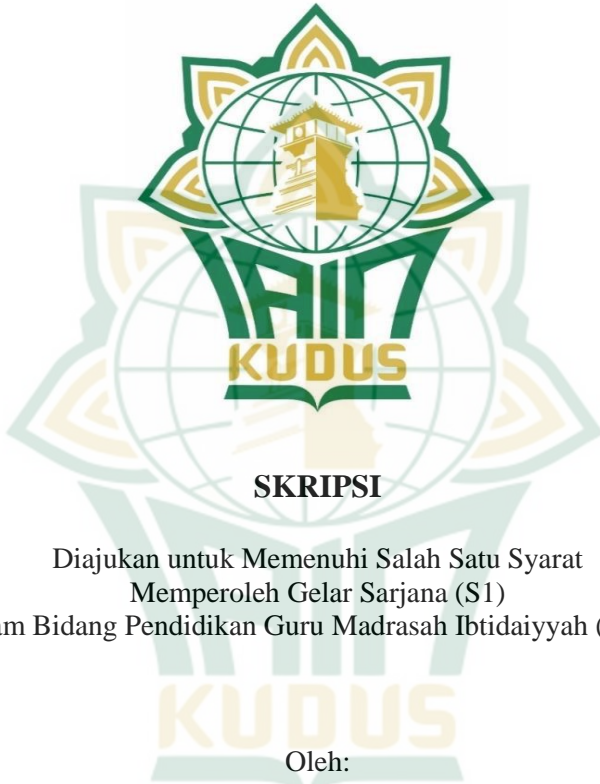 IAIN
KUDUS
SKRIPSI
Diajukan untuk Memenuhi Salah Satu Syarat
Memperoleh Gelar Sarjana (S1)
Bidang Pendidikan Guru Madrasah Ibtidaiyyah
KUDUS
Oleh: